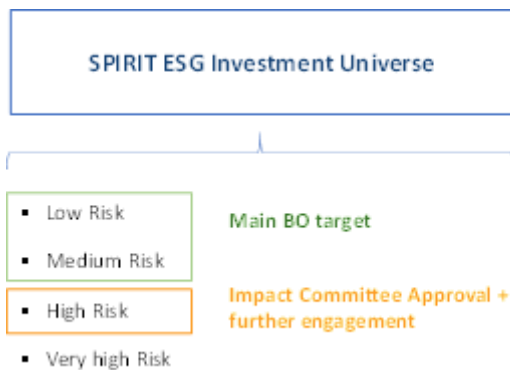 SPIRIT ESG Investment Universe
▪ Low Risk
Main BO target
▪ Medium Risk
Impact Committee Approval +
▪ High Risk
further engagement
▪ Very high Risk